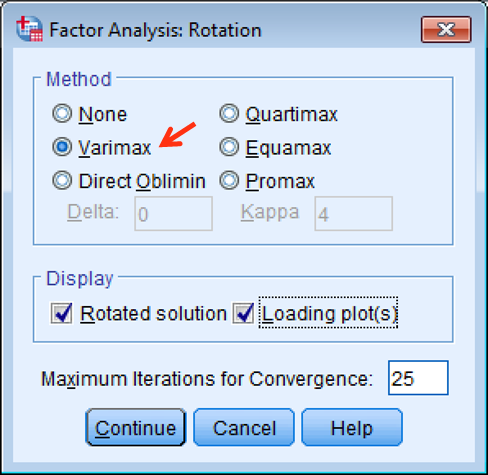 Factor Analysis: Rotation
Method
None Quartimax
Varimax Equamax
Direct Oblimin Promax
Delta: 0 Kappa 4
Display
Rotated solution Loading plot(s)
Maximum Iterations for Convergence: 25
Continue Cancel Help